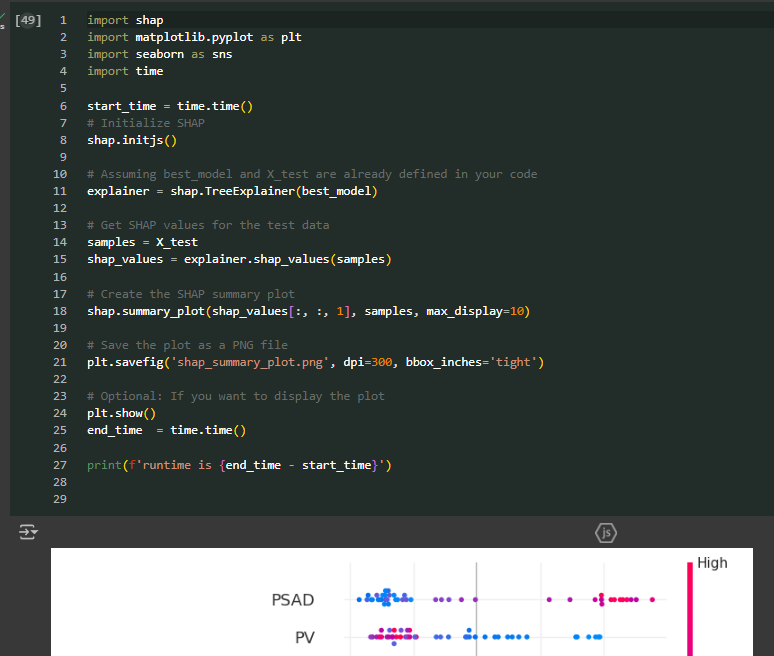 [49]
1 import shap
2 import matplotlib.pyplot as plt
3 import seaborn as sns
4 import time
5
6 start_time = time.time()
7 # Initialize SHAP
8 shap.initjs()
9
10 # Assuming best_model and X_test are already defined in your code
11 explainer = shap.TreeExplainer(best_model)
12
13 # Get SHAP values for the test data
14 samples = X_test
15 shap_values = explainer.shap_values(samples)
16
17 # Create the SHAP summary plot
18 shap.summary_plot(shap_values[:, :, 1], samples, max_display=10)
19
20 # Save the plot as a PNG file
21 plt.savefig('shap_summary_plot.png', dpi=300, bbox_inches='tight')
22
23 # Optional: If you want to display the plot
24 plt.show()
25 end_time  = time.time()
26
27 print(f'runtime is {end_time - start_time}')
28
29
js
High
PSAD
PV